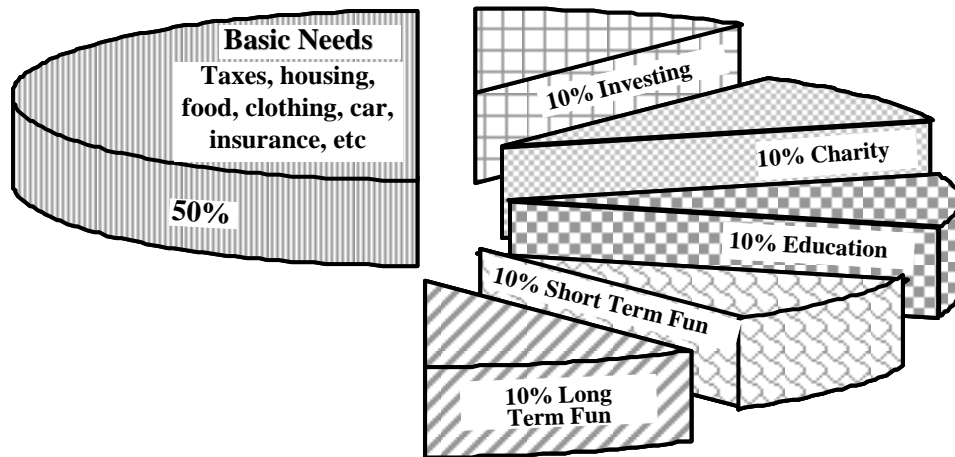 Basic Needs
Taxes, housing,
food, clothing, car,
insurance, etc
50%
10% Investing
10% Charity
10% Education
10% Short Term Fun
10% Long
Term Fun